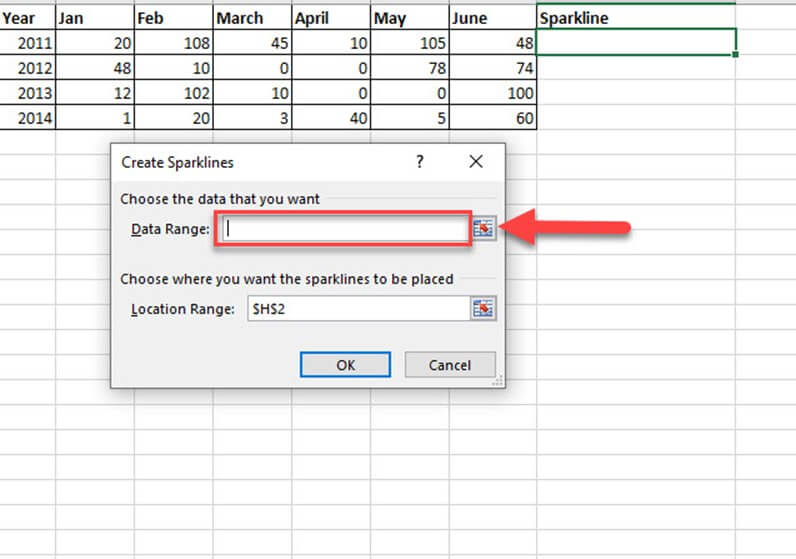 Year Jan Feb March April May June Sparkline
2011 20 108 45 10 105 48
2012 48 10 0 0 78 74
2013 12 102 10 0 0 100
2014 1 20 3 40 5 60
Create Sparklines ?
Choose the data that you want
Data Range:
Choose where you want the sparklines to be placed
Location Range: $H$2
OK Cancel